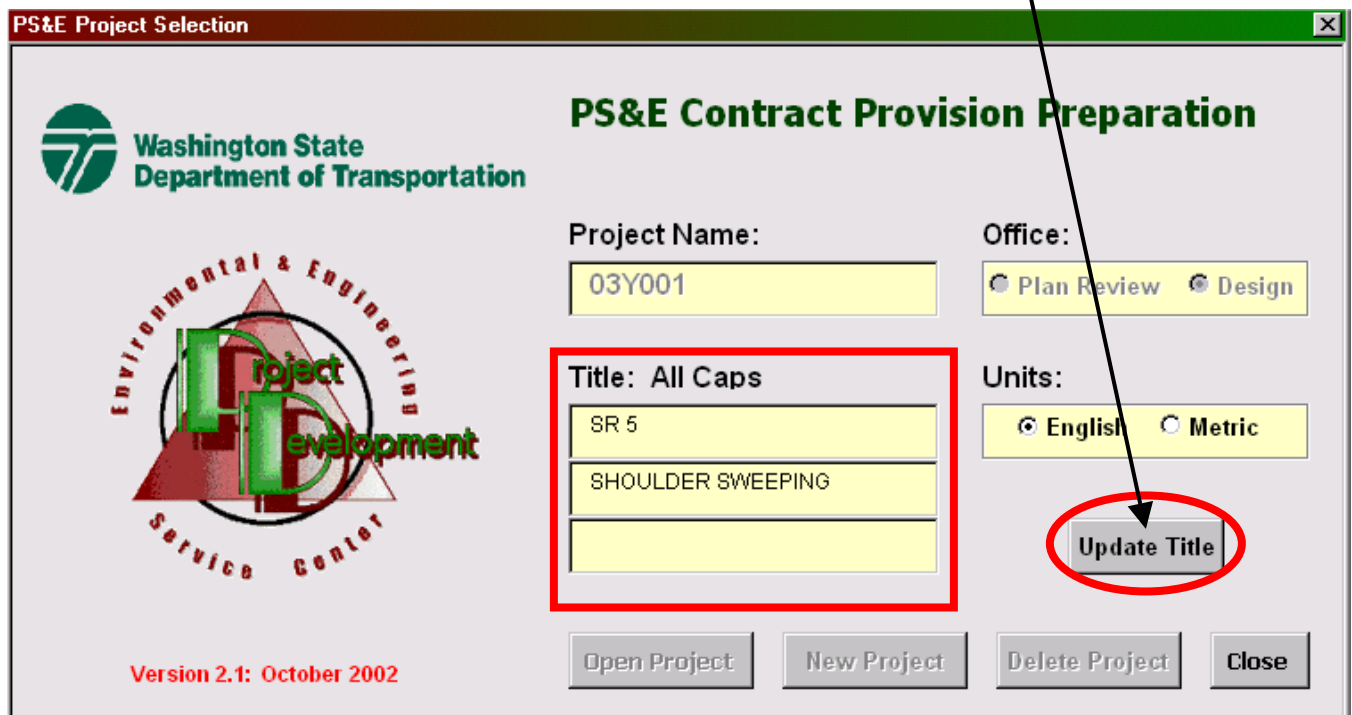 PS&E Project Selection
PS&E Contract Provision Preparation
Washington State
Department of Transportation
Project Name:
Office:
03Y001
Plan Review
Design
Environmental & Engineering
Project
Development
Service Center
Title: All Caps
Units:
SR 5
English
Metric
SHOULDER SWEEPING
Update Title
Version 2.1: October 2002
Open Project
New Project
Delete Project
Close